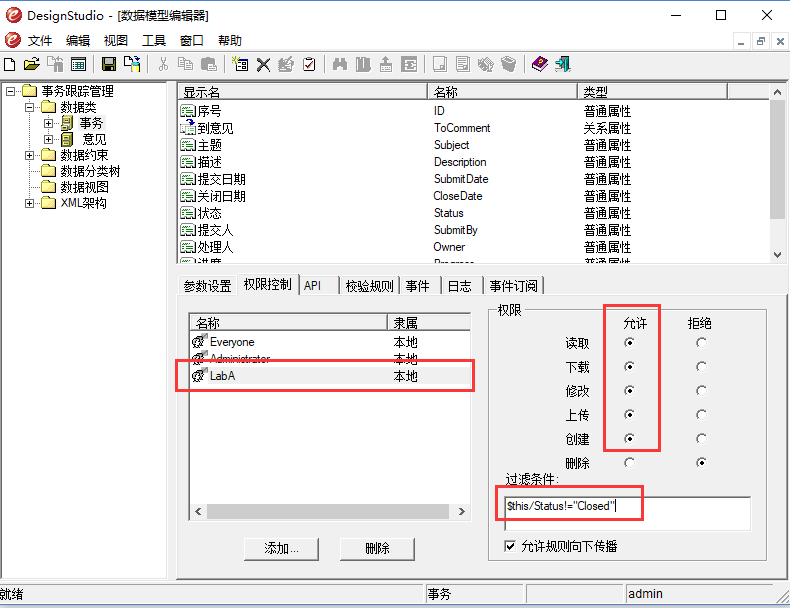 DesignStudio - [数据模型编辑器]
文件 编辑 视图 工具 窗口 帮助
事务跟踪管理
数据类
事务
意见
数据约束
数据分类树
数据视图
XML架构
显示名 名称 类型
序号 ID 普通属性
到意见 ToComment 关系属性
主题 Subject 普通属性
描述 Description 普通属性
提交日期 SubmitDate 普通属性
关闭日期 CloseDate 普通属性
状态 Status 普通属性
提交人 SubmitBy 普通属性
处理人 Owner 普通属性
进度 Progress 普通属性
参数设置 权限控制 API 校验规则 事件 日志 事件订阅
名称 隶属
Everyone 本地
Administrator 本地
LabA 本地
添加... 删除
权限
允许 拒绝
读取
下载
修改
上传
创建
删除
过滤条件:
$this/Status!="Closed"
允许规则向下传播
就绪 事务 admin